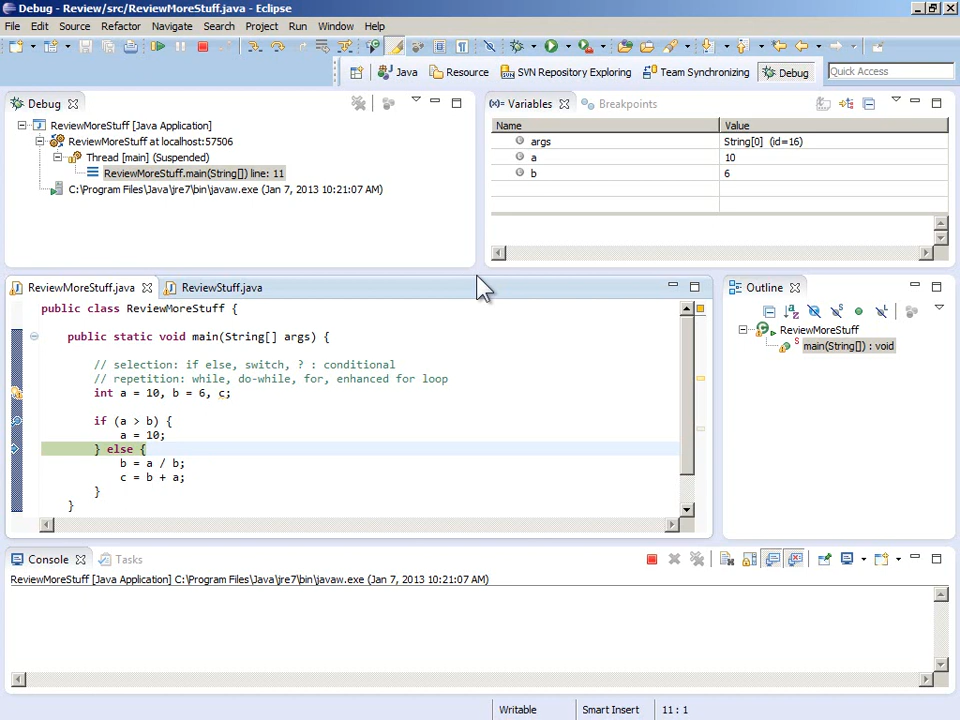 Debug - Review/src/ReviewMoreStuff.java - Eclipse
File Edit Source Refactor Navigate Search Project Run Window Help
Java Resource SVN Repository Exploring Team Synchronizing Debug Quick Access
Debug
ReviewMoreStuff [Java Application]
ReviewMoreStuff at localhost:57506
Thread [main] (Suspended)
ReviewMoreStuff.main(String[]) line: 11
C:\Program Files\Java\jre7\bin\javaw.exe (Jan 7, 2013 10:21:07 AM)
(x)= Variables Breakpoints
Name Value
args String[0] (id=16)
a 10
b 6
ReviewMoreStuff.java ReviewStuff.java
public class ReviewMoreStuff {
public static void main(String[] args) {
// selection: if else, switch, ? : conditional
// repetition: while, do-while, for, enhanced for loop
int a = 10, b = 6, c;
if (a > b) {
a = 10;
} else {
b = a / b;
c = b + a;
}
}
Outline
ReviewMoreStuff
main(String[]) : void
Console Tasks
ReviewMoreStuff [Java Application] C:\Program Files\Java\jre7\bin\javaw.exe (Jan 7, 2013 10:21:07 AM)
Writable Smart Insert 11 : 1